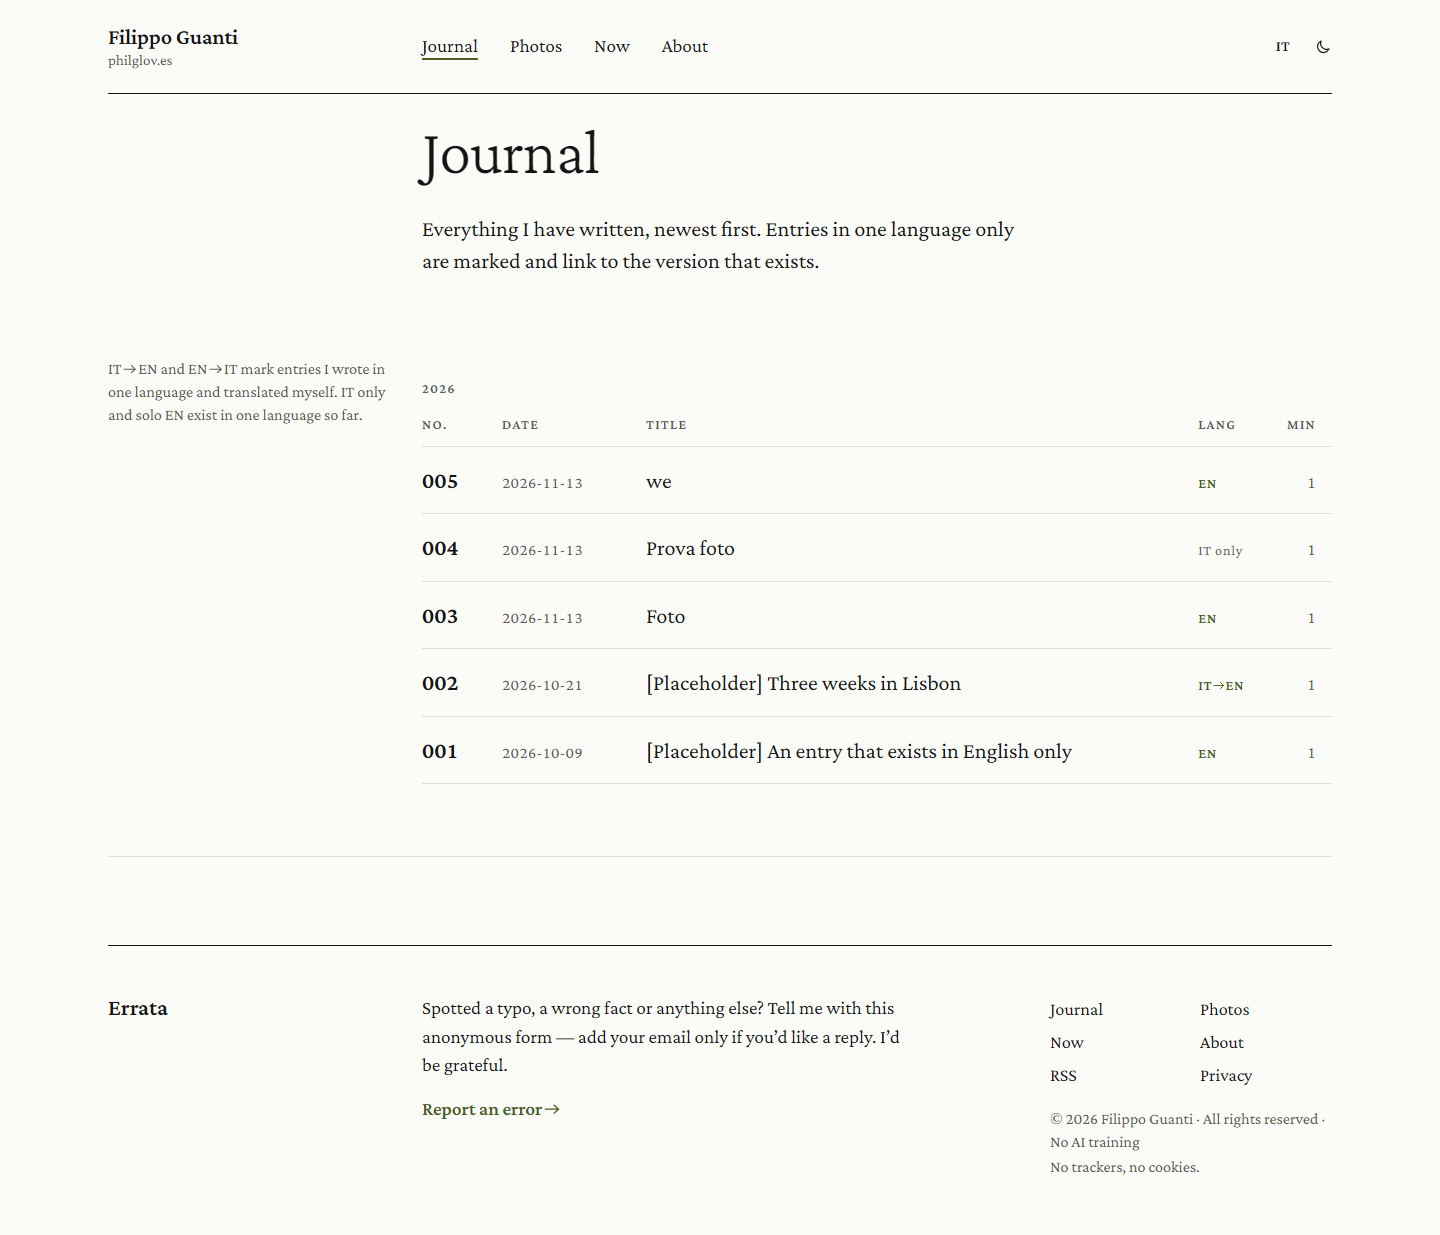 Filippo Guanti
philglov.es
Journal Photos Now About
IT
Journal
Everything I have written, newest first. Entries in one language only
are marked and link to the version that exists.
IT→EN and EN→IT mark entries I wrote in
one language and translated myself. IT only
and solo EN exist in one language so far.
2026
NO. DATE TITLE LANG MIN
005 2026-11-13 we EN 1
004 2026-11-13 Prova foto IT only 1
003 2026-11-13 Foto EN 1
002 2026-10-21 [Placeholder] Three weeks in Lisbon IT→EN 1
001 2026-10-09 [Placeholder] An entry that exists in English only EN 1
Errata
Spotted a typo, a wrong fact or anything else? Tell me with this
anonymous form — add your email only if you’d like a reply. I’d
be grateful.
Report an error→
Journal Photos
Now About
RSS Privacy
© 2026 Filippo Guanti · All rights reserved ·
No AI training
No trackers, no cookies.